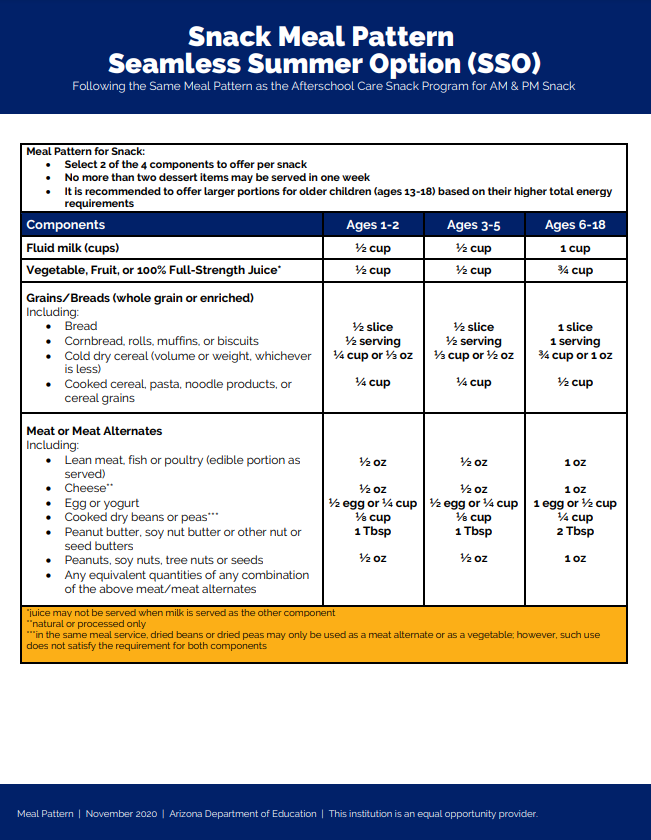 Snack Meal Pattern
Seamless Summer Option (SSO)
Following the Same Meal Pattern as the Afterschool Care Snack Program for AM & PM Snack
Meal Pattern for Snack:
• Select 2 of the 4 components to offer per snack
• No more than two dessert items may be served in one week
• It is recommended to offer larger portions for older children (ages 13-18) based on their higher total energy
requirements
Components Ages 1-2 Ages 3-5 Ages 6-18
Fluid milk (cups) ½ cup ½ cup 1 cup
Vegetable, Fruit, or 100% Full-Strength Juice* ½ cup ½ cup ¾ cup
Grains/Breads (whole grain or enriched)
Including:
• Bread ½ slice ½ slice 1 slice
• Cornbread, rolls, muffins, or biscuits ½ serving ½ serving 1 serving
• Cold dry cereal (volume or weight, whichever ¼ cup or ⅓ oz ⅓ cup or ½ oz ¾ cup or 1 oz
is less)
• Cooked cereal, pasta, noodle products, or ¼ cup ¼ cup ½ cup
cereal grains
Meat or Meat Alternates
Including:
• Lean meat, fish or poultry (edible portion as ½ oz ½ oz 1 oz
served)
• Cheese** ½ oz ½ oz 1 oz
• Egg or yogurt ½ egg or ¼ cup ½ egg or ¼ cup 1 egg or ½ cup
• Cooked dry beans or peas*** ⅛ cup ⅛ cup ¼ cup
• Peanut butter, soy nut butter or other nut or 1 Tbsp 1 Tbsp 2 Tbsp
seed butters
• Peanuts, soy nuts, tree nuts or seeds ½ oz ½ oz 1 oz
• Any equivalent quantities of any combination
of the above meat/meat alternates
*juice may not be served when milk is served as the other component
**natural or processed only
***in the same meal service, dried beans or dried peas may only be used as a meat alternate or as a vegetable; however, such use
does not satisfy the requirement for both components
Meal Pattern | November 2020 | Arizona Department of Education | This institution is an equal opportunity provider.